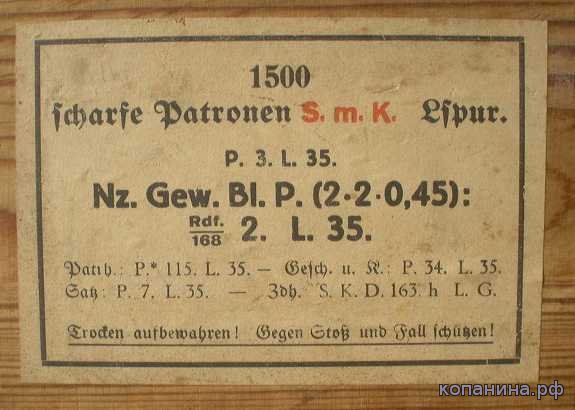 1500
scharfe Patronen S. m. K. Lspur.
P. 3. L. 35.
Nz. Gew. Bl. P. (2·2·0,45):
Rdf. 168 2. L. 35.
Patrh.: P.* 115. L. 35. – Gesch. u. K.: P. 34. L. 35.
Satz: P. 7. L. 35. — Zdh. S. K. D. 163. h L. G.
Trocken aufbewahren! Gegen Stoß und Fall schützen!
копанина.рф